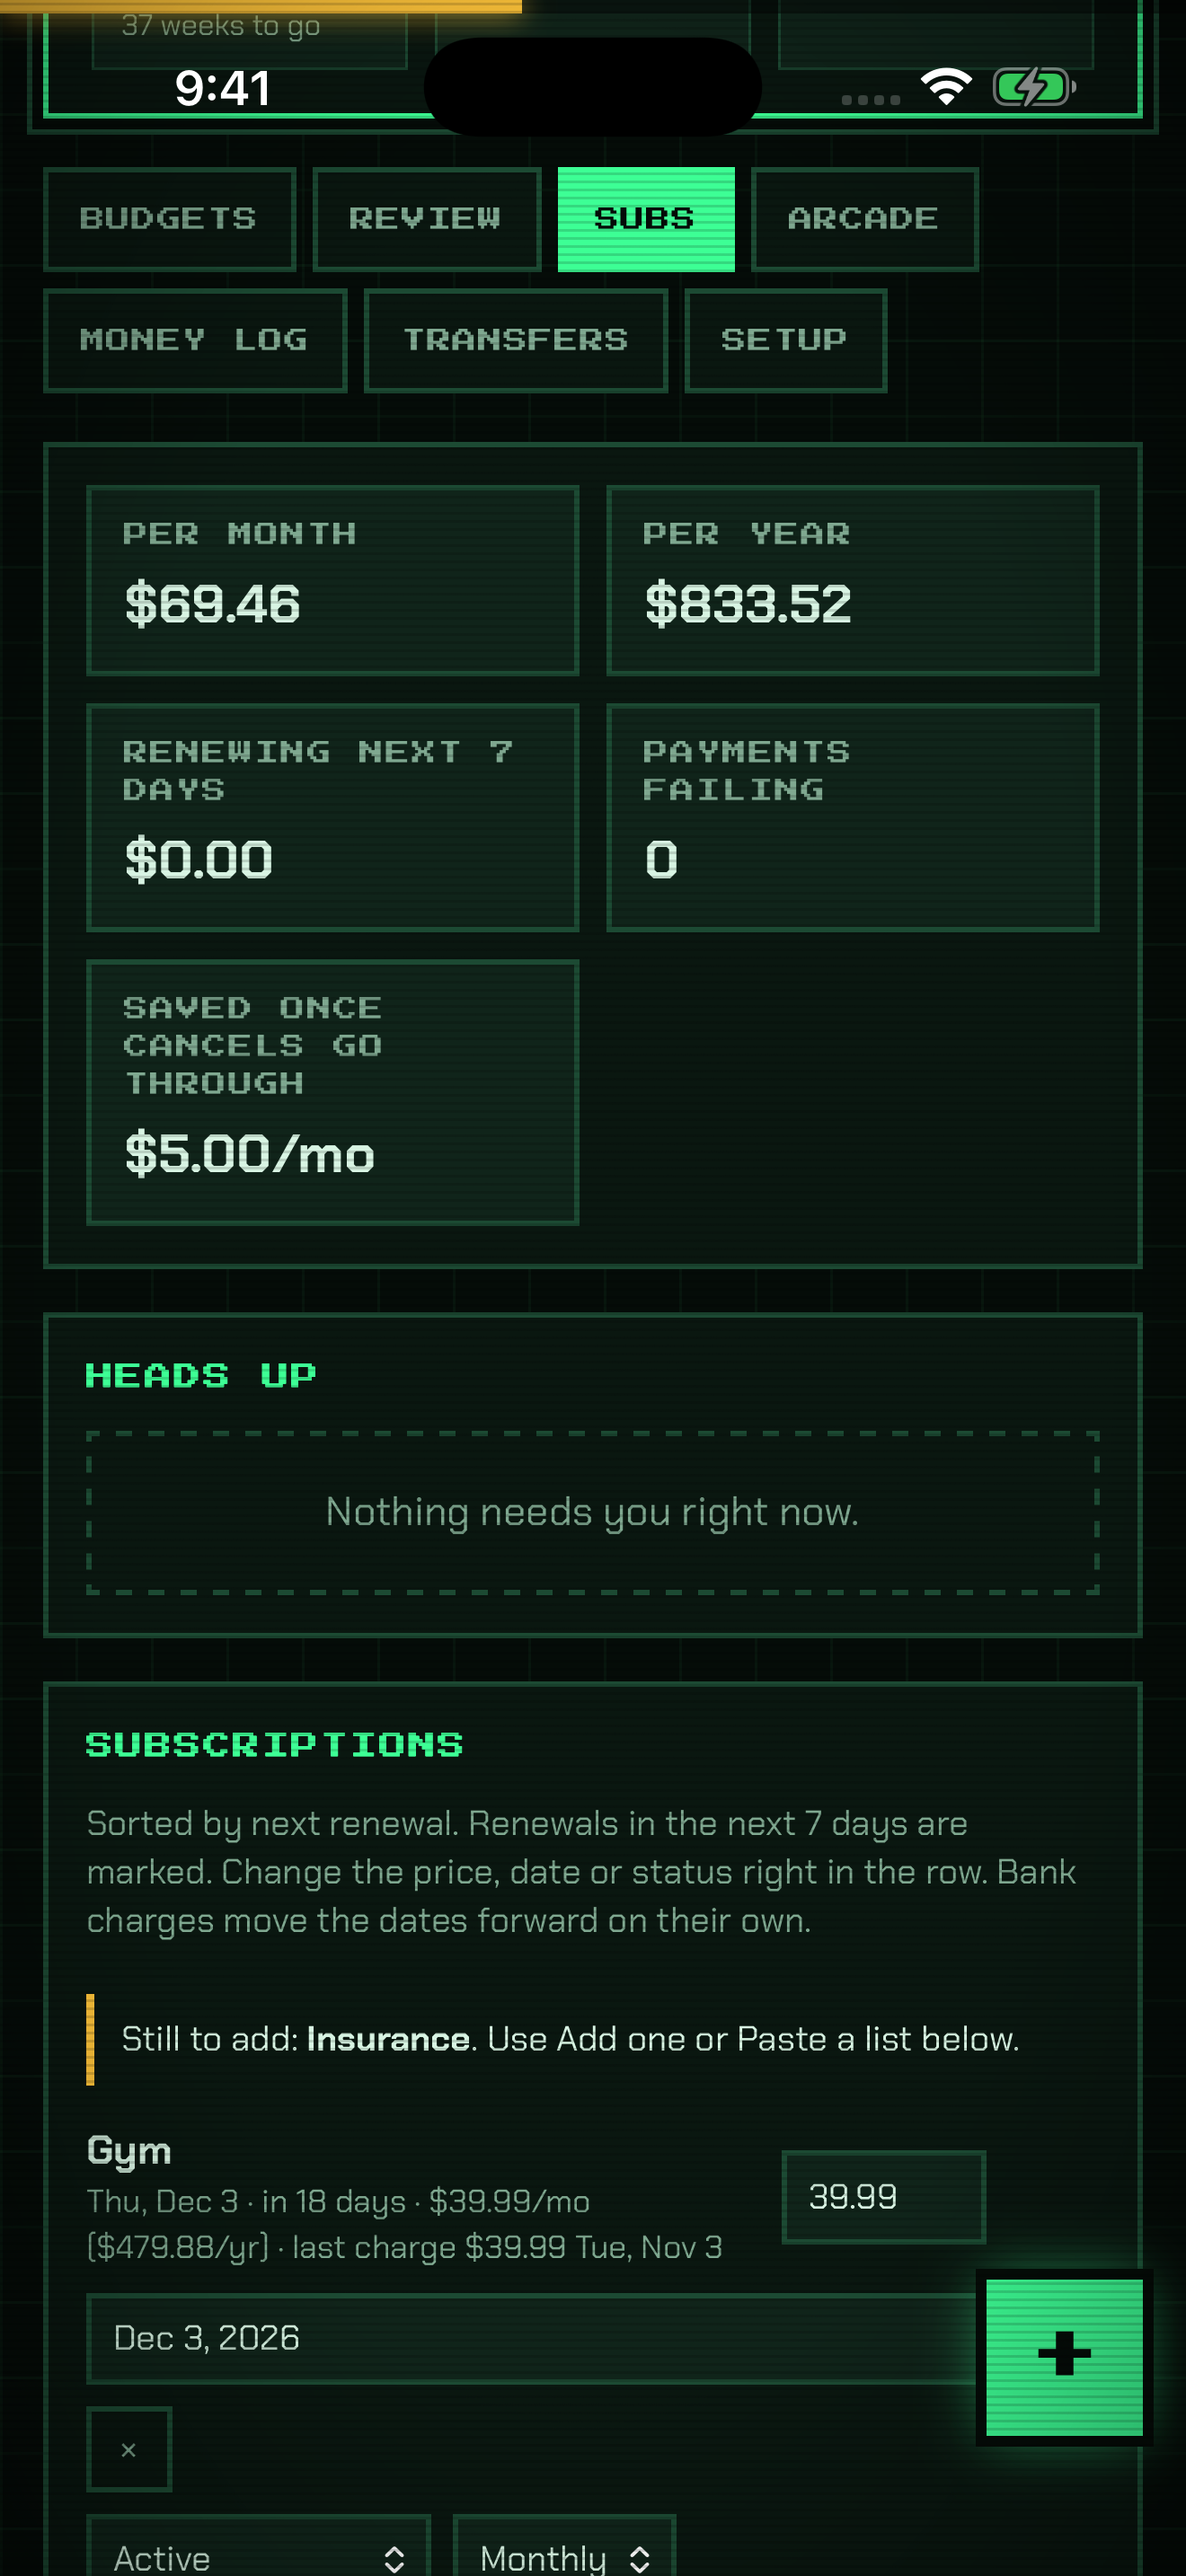 37 weeks to go
9:41
BUDGETS
REVIEW
SUBS
ARCADE
MONEY LOG
TRANSFERS
SETUP
PER MONTH
$69.46
PER YEAR
$833.52
RENEWING NEXT 7
DAYS
$0.00
PAYMENTS
FAILING
0
SAVED ONCE
CANCELS GO
THROUGH
$5.00/mo
HEADS UP
Nothing needs you right now.
SUBSCRIPTIONS
Sorted by next renewal. Renewals in the next 7 days are
marked. Change the price, date or status right in the row. Bank
charges move the dates forward on their own.
Still to add: Insurance. Use Add one or Paste a list below.
Gym
Thu, Dec 3 · in 18 days · $39.99/mo
($479.88/yr) · last charge $39.99 Tue, Nov 3
39.99
Dec 3, 2026
+
×
Active
Monthly